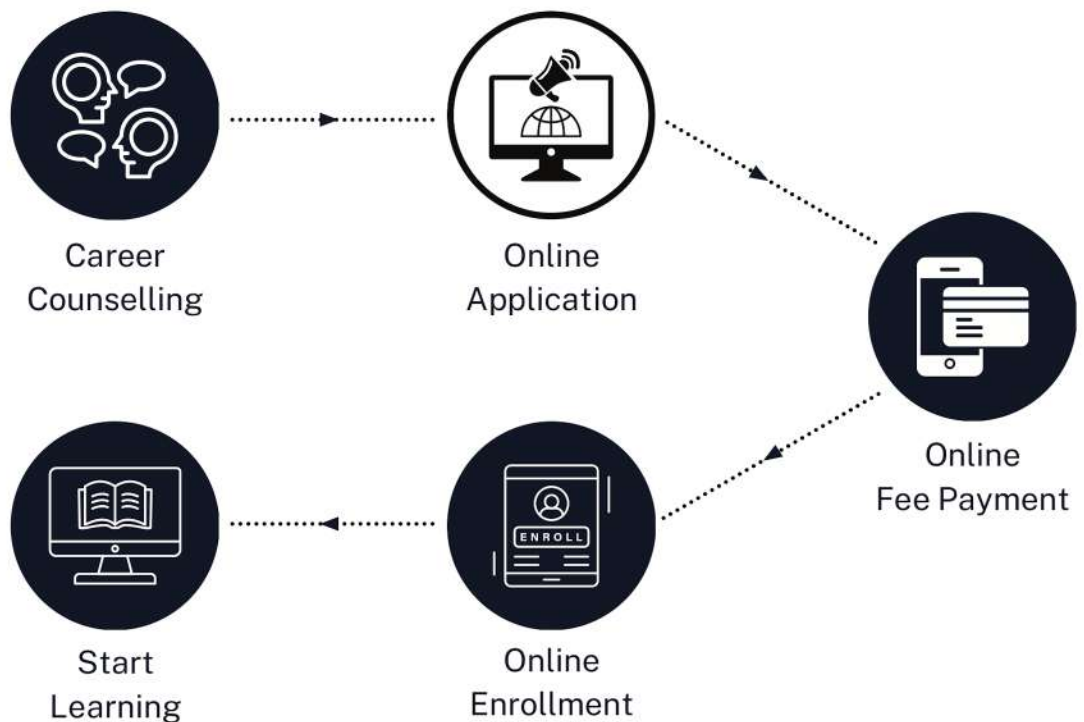 Career
Counselling
Online
Application
Online
Fee Payment
ENROLL
Online
Enrollment
Start
Learning